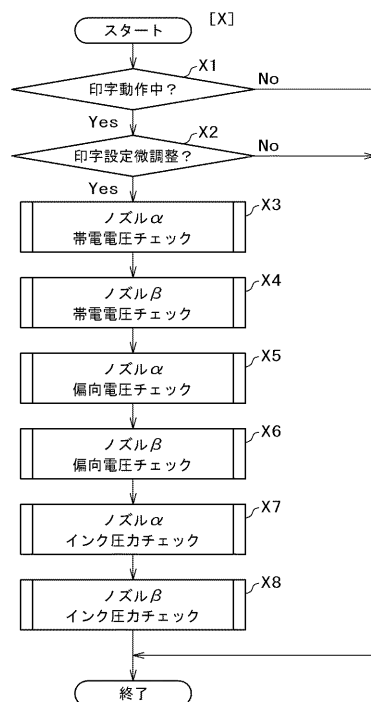 [X]
スタート
X1
印字動作中?
No
Yes
X2
印字設定微調整?
No
Yes
X3
ノズルα
帯電電圧チェック
X4
ノズルβ
帯電電圧チェック
X5
ノズルα
偏向電圧チェック
X6
ノズルβ
偏向電圧チェック
X7
ノズルα
インク圧力チェック
X8
ノズルβ
インク圧力チェック
終了